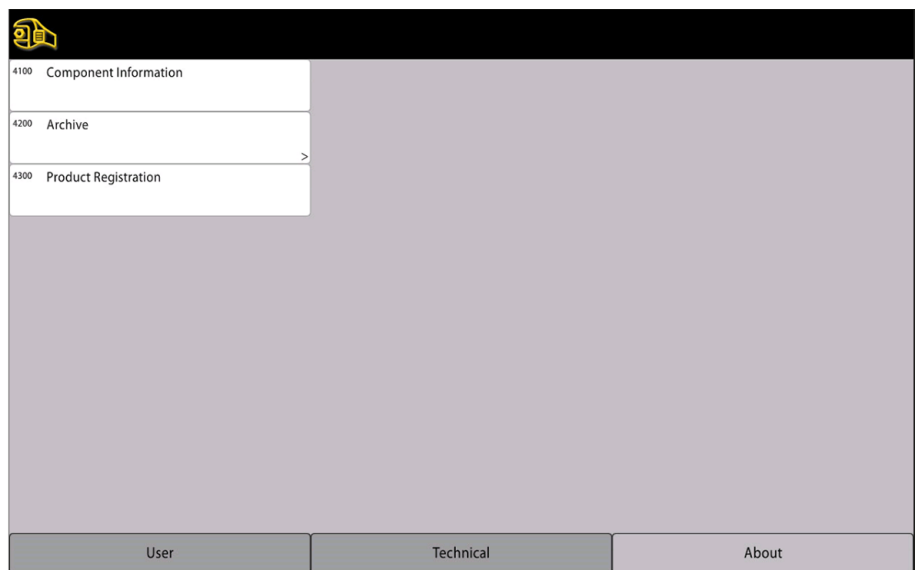 4100 Component Information
4200 Archive
>
4300 Product Registration
User Technical About